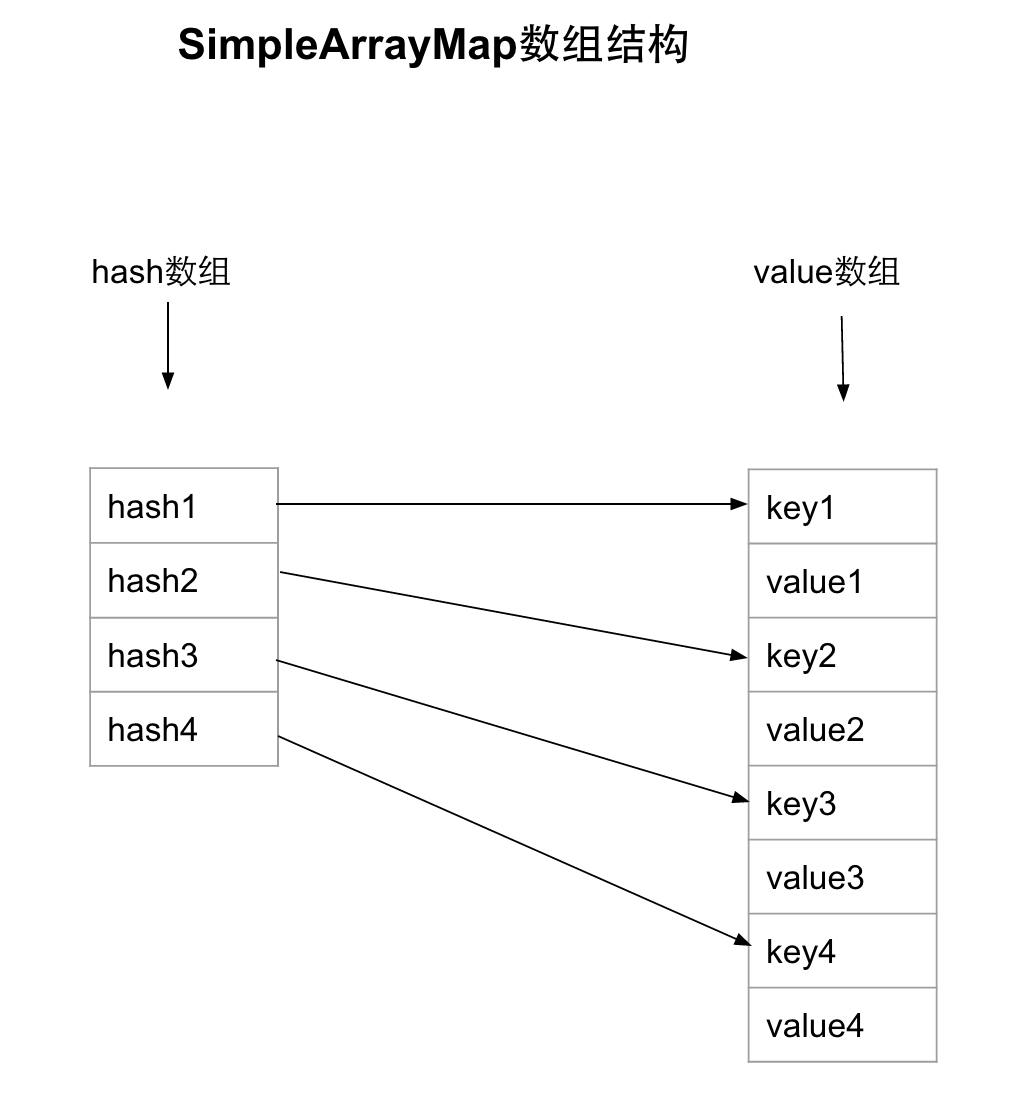 SimpleArrayMap数组结构
hash数组
value数组
hash1
hash2
hash3
hash4
key1
value1
key2
value2
key3
value3
key4
value4